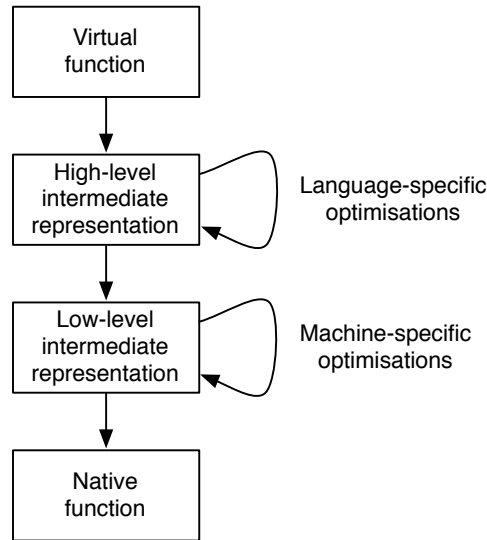 Virtual
function
High-level
intermediate
representation
Language-specific
optimisations
Low-level
intermediate
representation
Machine-specific
optimisations
Native
function